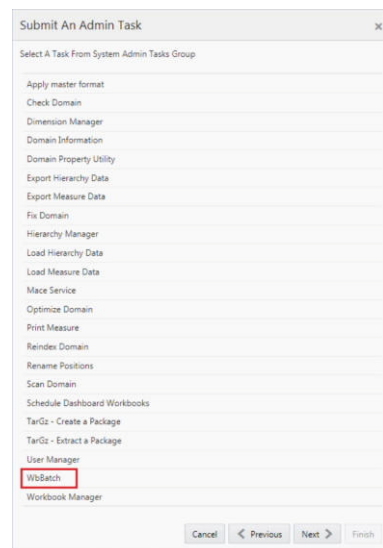 Submit An Admin Task
×
Select A Task From System Admin Tasks Group
Apply master format
Check Domain
Dimension Manager
Domain Information
Domain Property Utility
Export Hierarchy Data
Export Measure Data
Fix Domain
Hierarchy Manager
Load Hierarchy Data
Load Measure Data
Mace Service
Optimize Domain
Print Measure
Reindex Domain
Rename Positions
Scan Domain
Schedule Dashboard Workbooks
TarGz - Create a Package
TarGz - Extract a Package
User Manager
WbBatch
Workbook Manager
Cancel Previous Next Finish